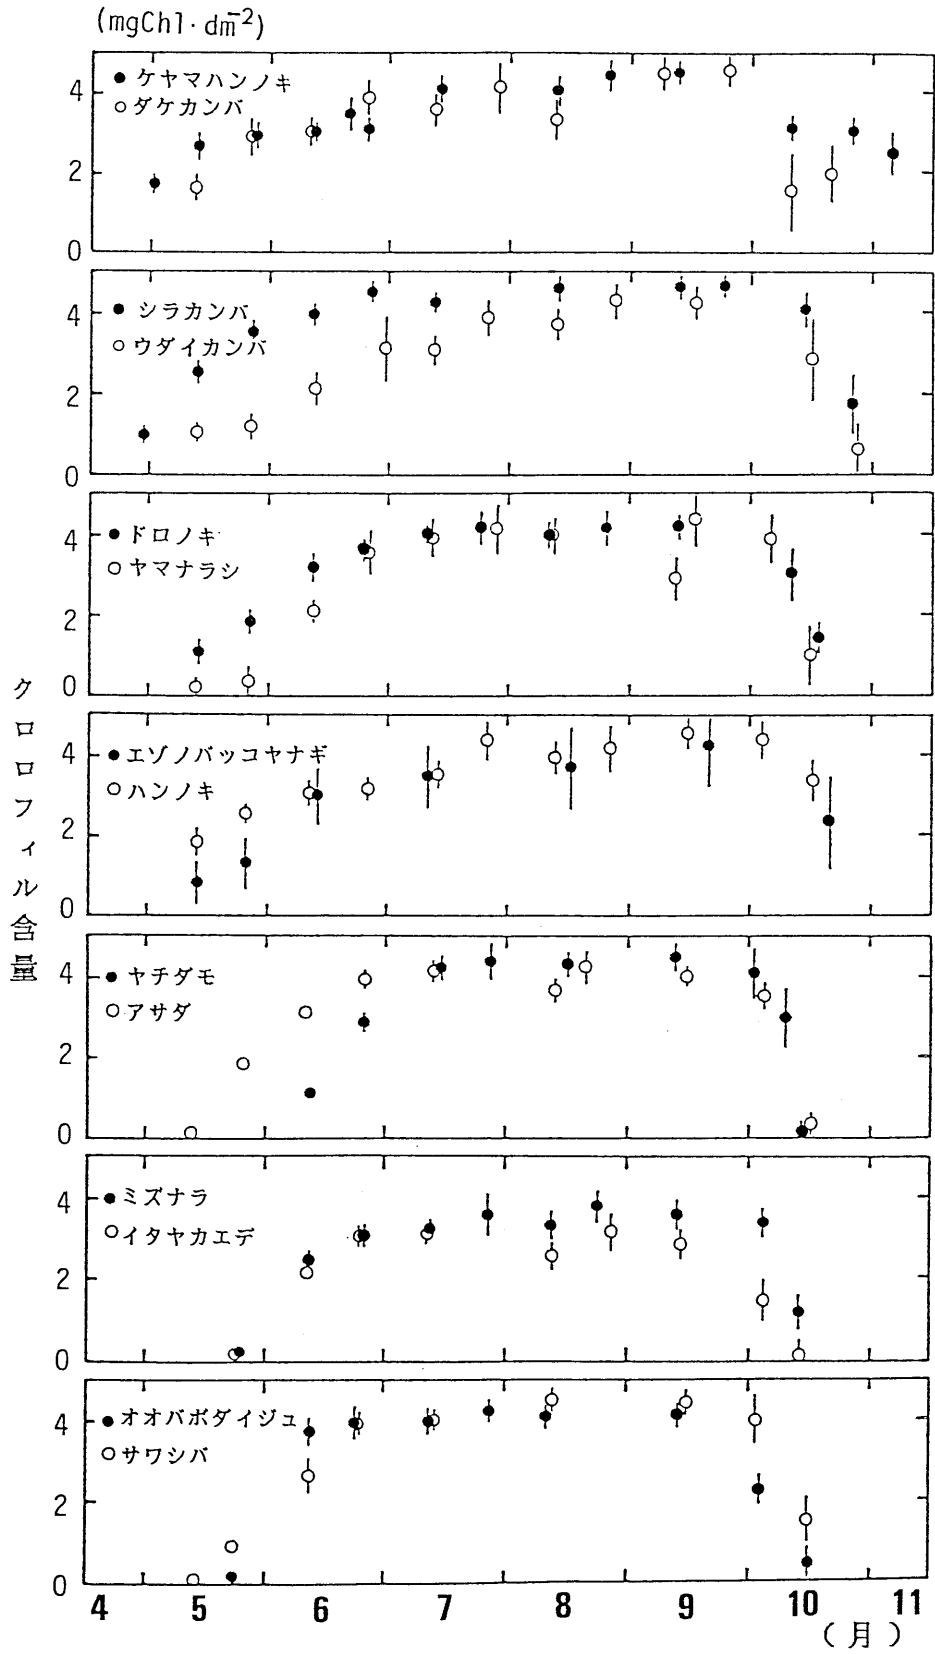 (mgChl·dm⁻²)
● ケヤマハンノキ
○ ダケカンバ
4
2
0
● シラカンバ
○ ウダイカンバ
4
2
0
● ドロノキ
○ ヤマナラシ
4
2
0
● エゾノバッコヤナギ
○ ハンノキ
4
2
0
● ヤチダモ
○ アサダ
4
2
0
● ミズナラ
○ イタヤカエデ
4
2
0
● オオバボダイジュ
○ サワシバ
4
2
0
クロロフィル含量
4 5 6 7 8 9 10 11
(月)